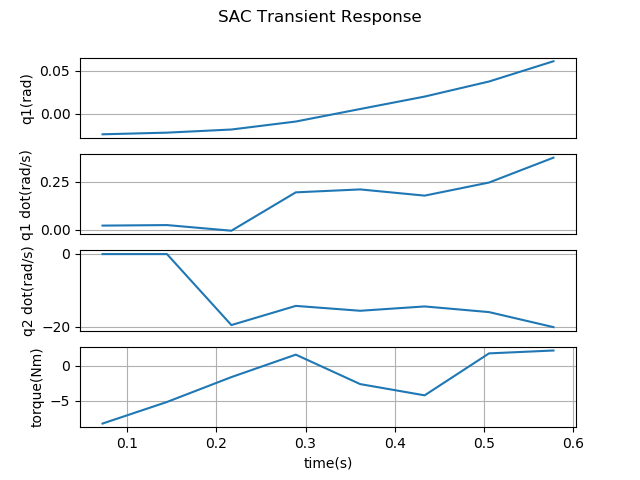 SAC Transient Response
q1(rad)
0.05
0.00
q1 dot(rad/s)
0.25
0.00
q2 dot(rad/s)
0
−20
torque(Nm)
0
−5
0.1 0.2 0.3 0.4 0.5 0.6
time(s)